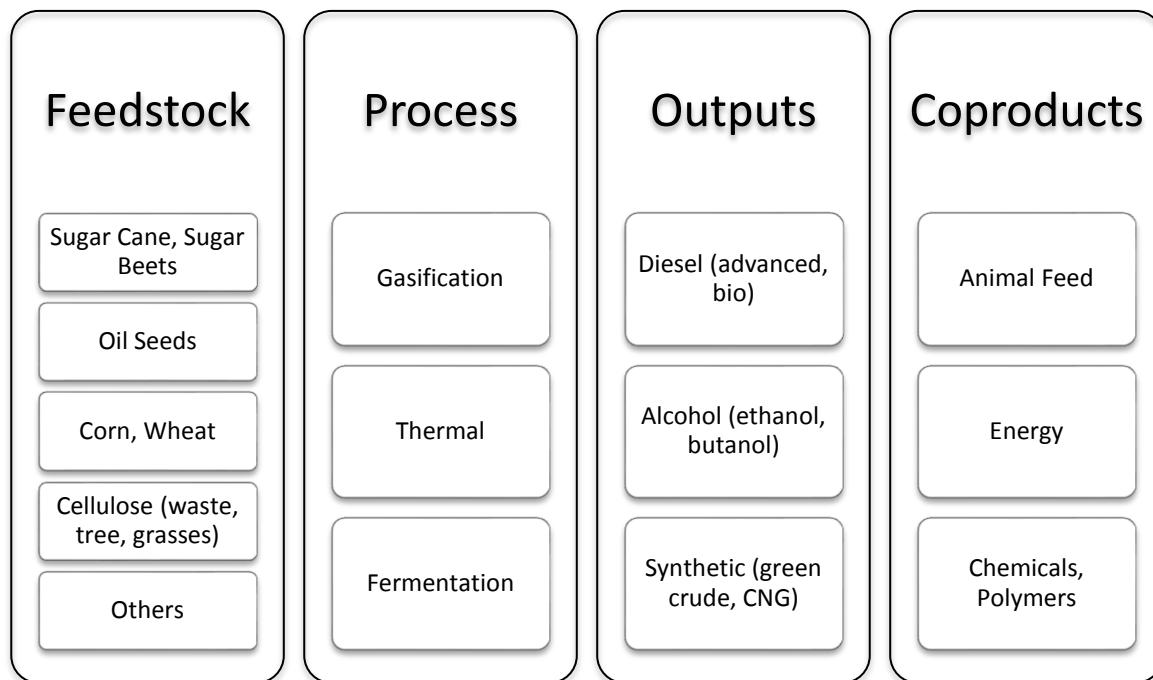 Feedstock
Sugar Cane, Sugar
Beets
Oil Seeds
Corn, Wheat
Cellulose (waste,
tree, grasses)
Others
Process
Gasification
Thermal
Fermentation
Outputs
Diesel (advanced,
bio)
Alcohol (ethanol,
butanol)
Synthetic (green
crude, CNG)
Coproducts
Animal Feed
Energy
Chemicals,
Polymers